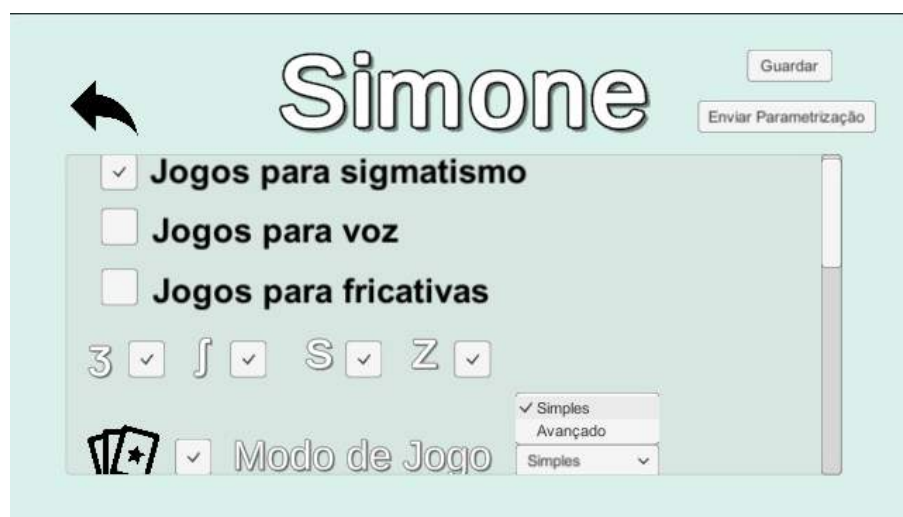 Simone
Guardar
Enviar Parametrização
Jogos para sigmatismo
Jogos para voz
Jogos para fricativas
ʒ ʃ S Z
Simples
Avançado
Modo de Jogo Simples